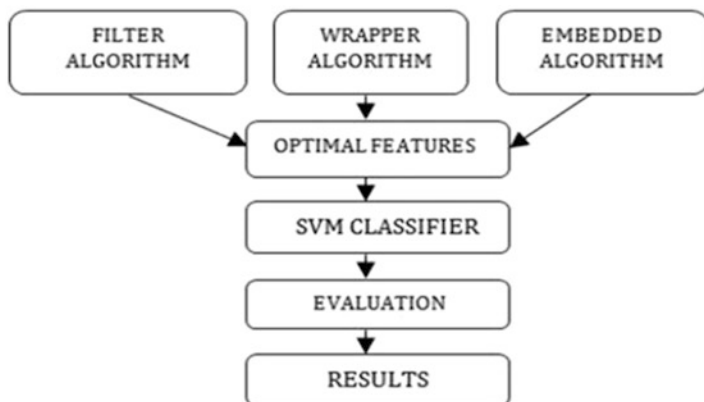 FILTER
ALGORITHM
WRAPPER
ALGORITHM
EMBEDDED
ALGORITHM
OPTIMAL FEATURES
SVM CLASSIFIER
EVALUATION
RESULTS